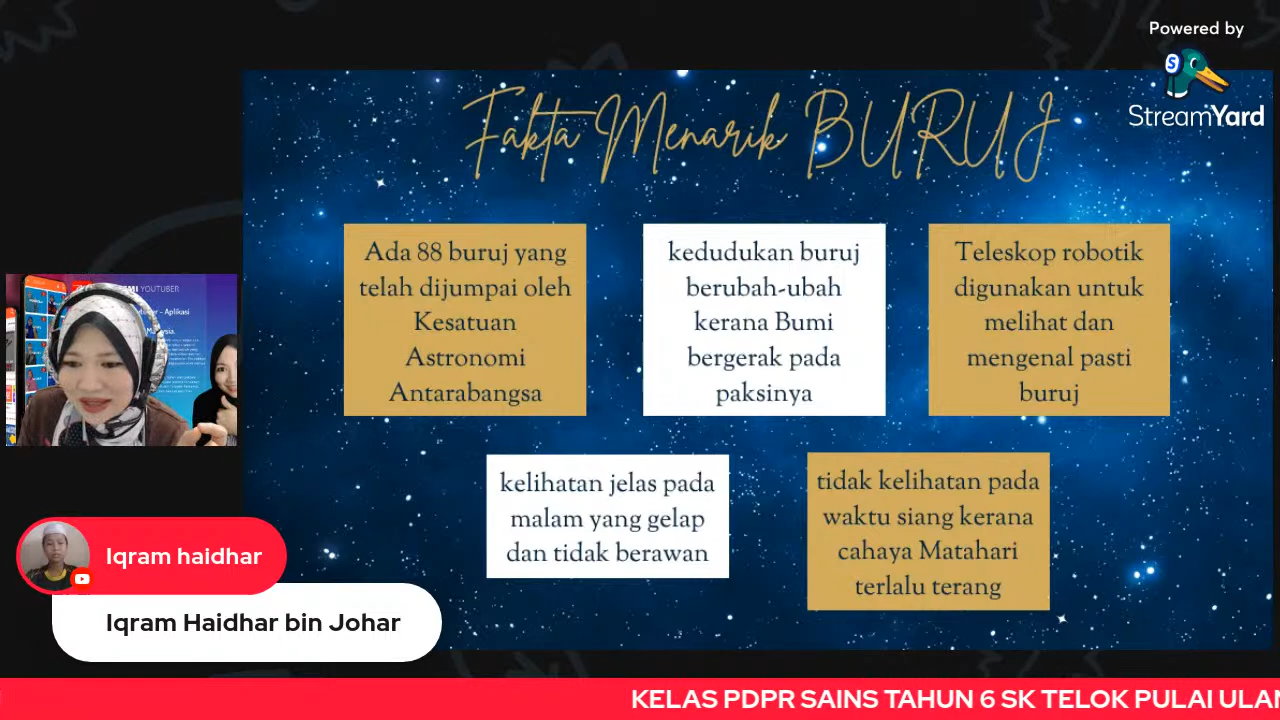 Powered by
StreamYard
Fakta Menarik BURUJ
Ada 88 buruj yang
telah dijumpai oleh
Kesatuan
Astronomi
Antarabangsa
kedudukan buruj
berubah-ubah
kerana Bumi
bergerak pada
paksinya
Teleskop robotik
digunakan untuk
melihat dan
mengenal pasti
buruj
kelihatan jelas pada
malam yang gelap
dan tidak berawan
tidak kelihatan pada
waktu siang kerana
cahaya Matahari
terlalu terang
YOUTUBER
Iqram haidhar
Iqram Haidhar bin Johar
KELAS PDPR SAINS TAHUN 6 SK TELOK PULAI ULAN